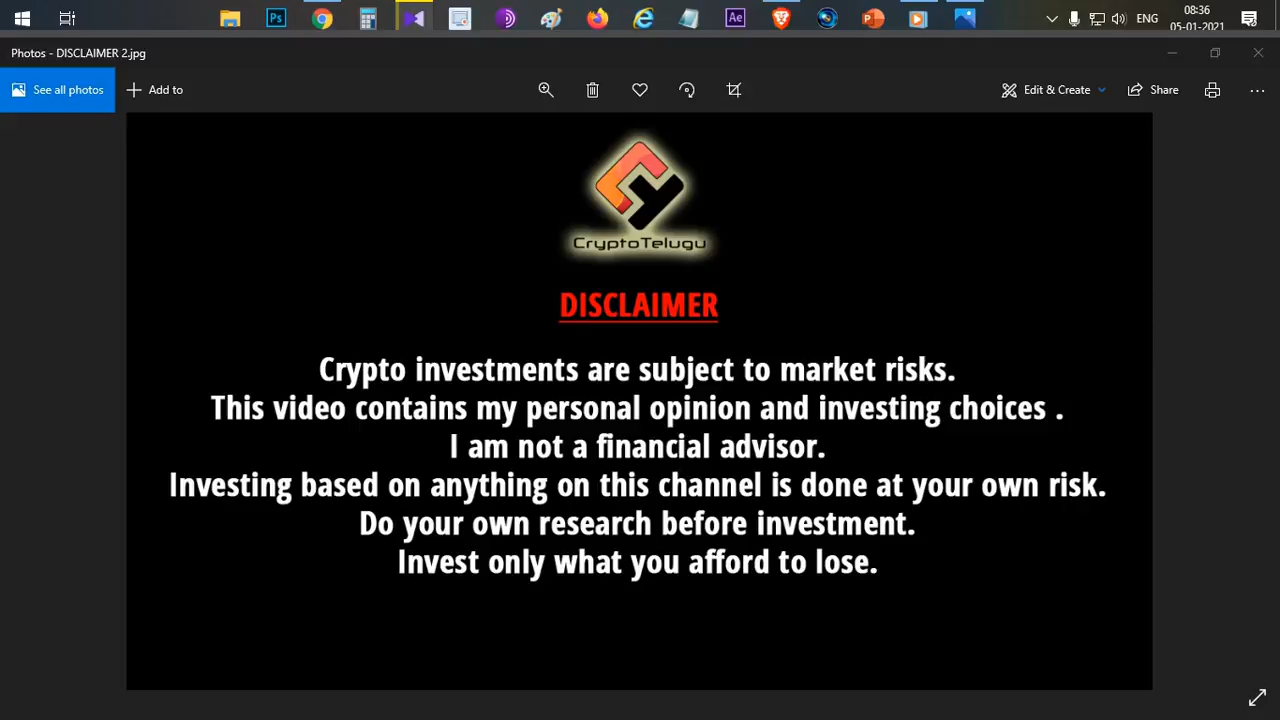 Ps
Ae
ENG
08:36
05-01-2021
Photos - DISCLAIMER 2.jpg
See all photos
Add to
Edit & Create
Share
CryptoTelugu
DISCLAIMER
Crypto investments are subject to market risks.
This video contains my personal opinion and investing choices .
I am not a financial advisor.
Investing based on anything on this channel is done at your own risk.
Do your own research before investment.
Invest only what you afford to lose.